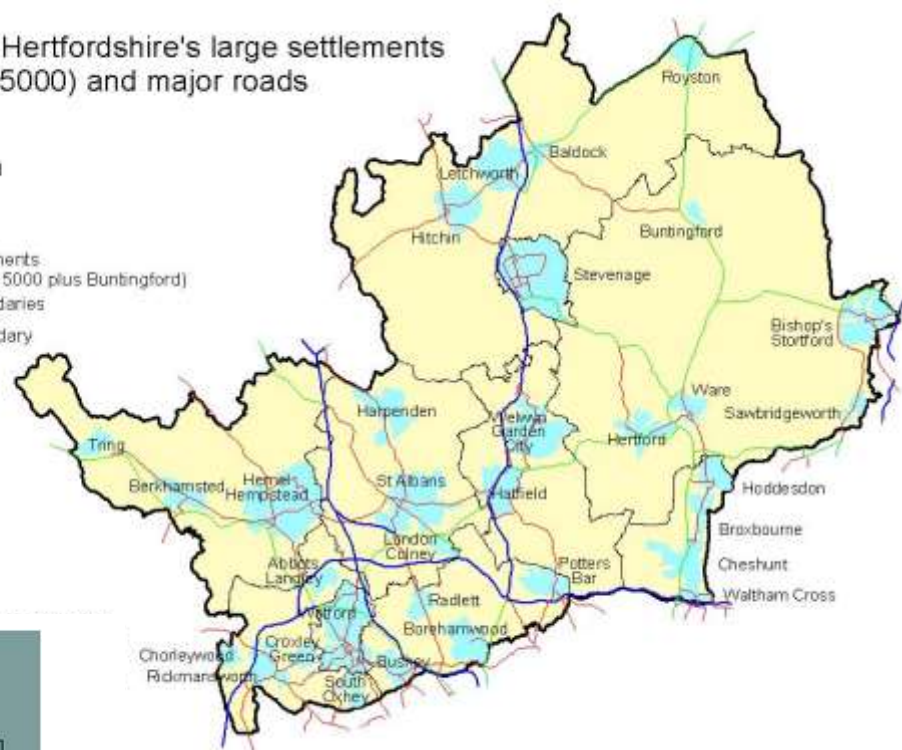 Hertfordshire's large settlements
5000) and major roads
5000 plus Buntingford)
Royston
Baldock
Letchworth
Hitchin
Buntingford
Stevenage
Bishop's
Stortford
Harpenden
Welwyn
Garden
City
Ware
Sawbridgeworth
Hertford
Tring
Berkhamsted
Hemel
Hempstead
St Albans
Hatfield
Hoddesdon
Broxbourne
London
Colney
Abbots
Langley
Potters
Bar
Cheshunt
Waltham Cross
Watford
Radlett
Borehamwood
Chorleywood
Croxley
Green
Rickmansworth
Bushey
South
Oxhey